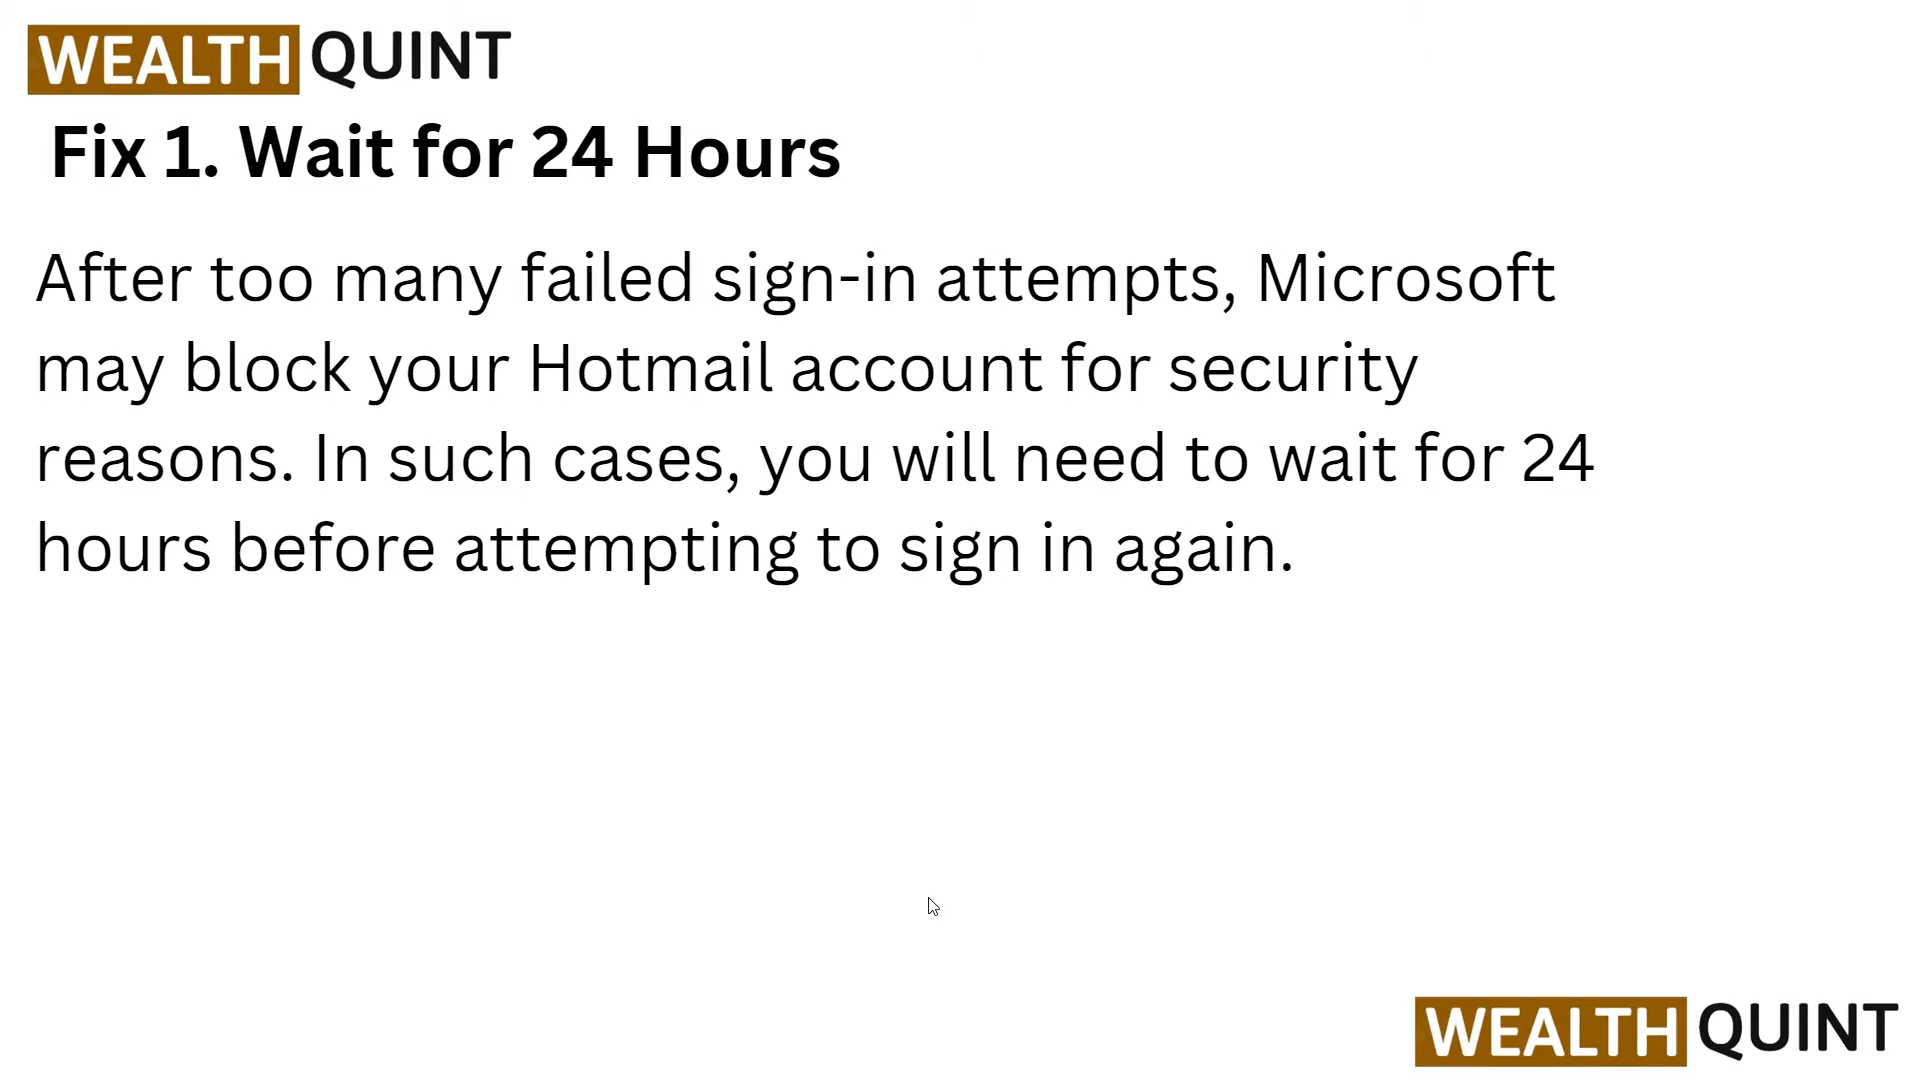 WEALTH QUINT
Fix 1. Wait for 24 Hours
After too many failed sign-in attempts, Microsoft
may block your Hotmail account for security
reasons. In such cases, you will need to wait for 24
hours before attempting to sign in again.
WEALTH QUINT